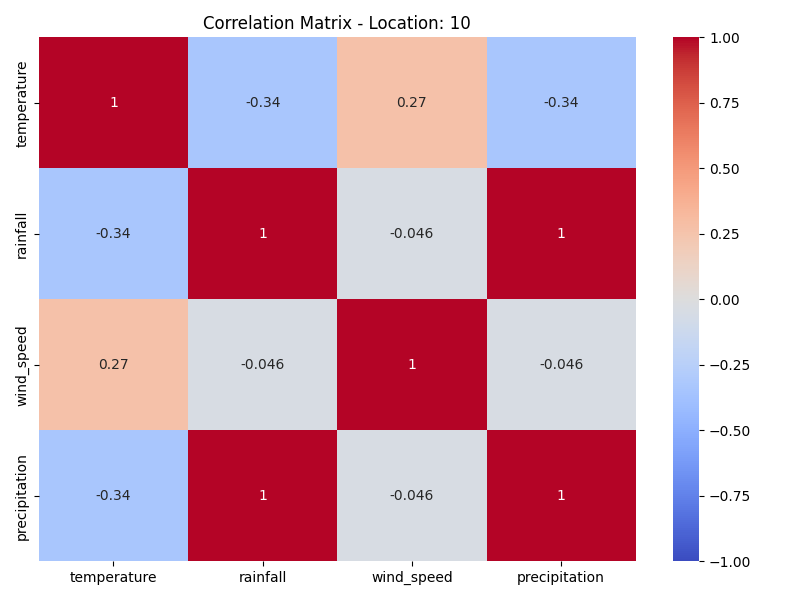 Correlation Matrix - Location: 10
temperature
1
-0.34
0.27
-0.34
rainfall
-0.34
1
-0.046
1
wind_speed
0.27
-0.046
1
-0.046
precipitation
-0.34
1
-0.046
1
temperature
rainfall
wind_speed
precipitation
1.00
0.75
0.50
0.25
0.00
−0.25
−0.50
−0.75
−1.00